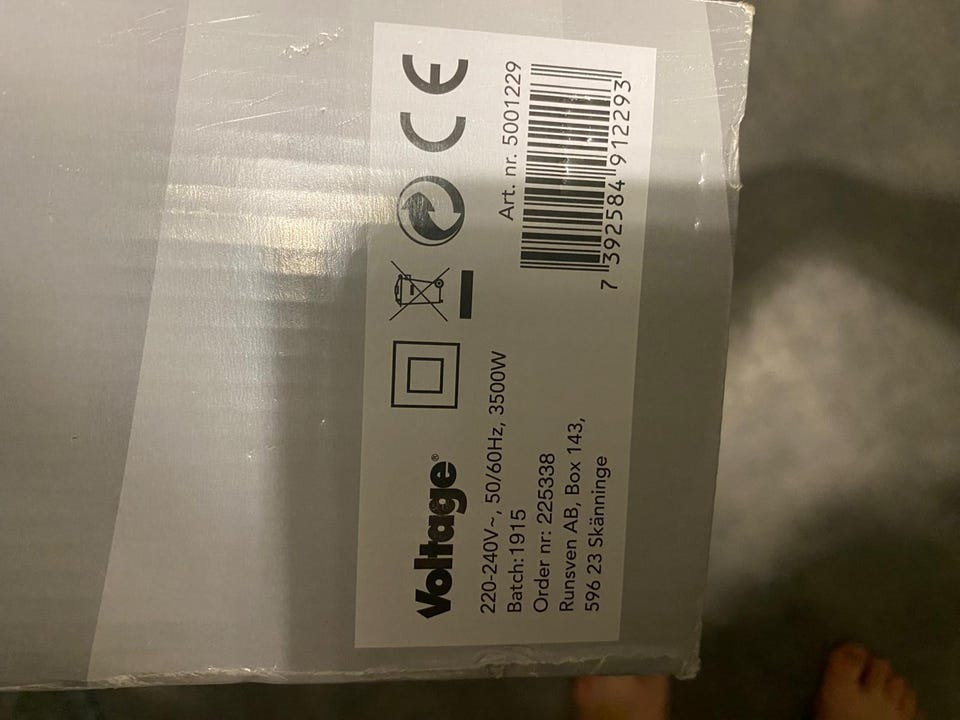 Voltage®
220-240V~, 50/60Hz, 3500W
Batch:1915
Order nr: 225338
Runsven AB, Box 143,
596 23 Skänninge
CE
Art. nr. 5001229
7 392584 912293